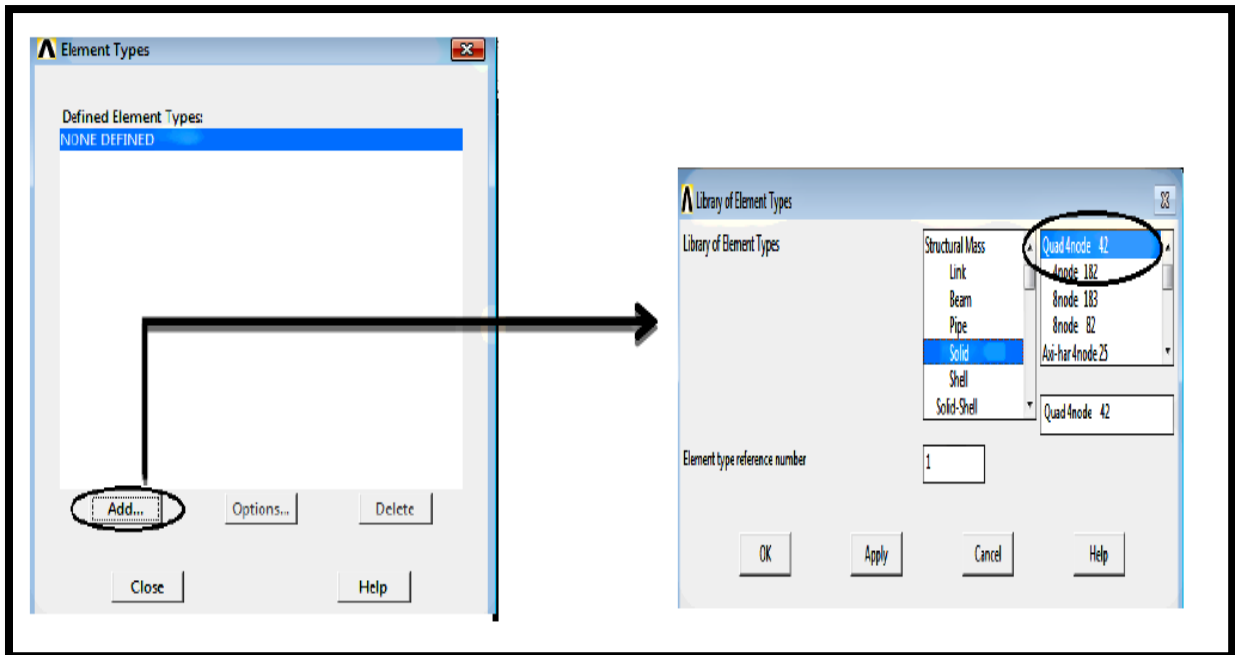 Element Types
Defined Element Types:
NONE DEFINED
Add...
Options...
Delete
Close
Help
Library of Element Types
Library of Element Types
Structural Mass
Link
Beam
Pipe
Solid
Shell
Solid-Shell
Quad 4node 42
4node 182
8node 183
8node 82
Axi-har 4node 25
Quad 4node 42
Element type reference number
1
OK
Apply
Cancel
Help